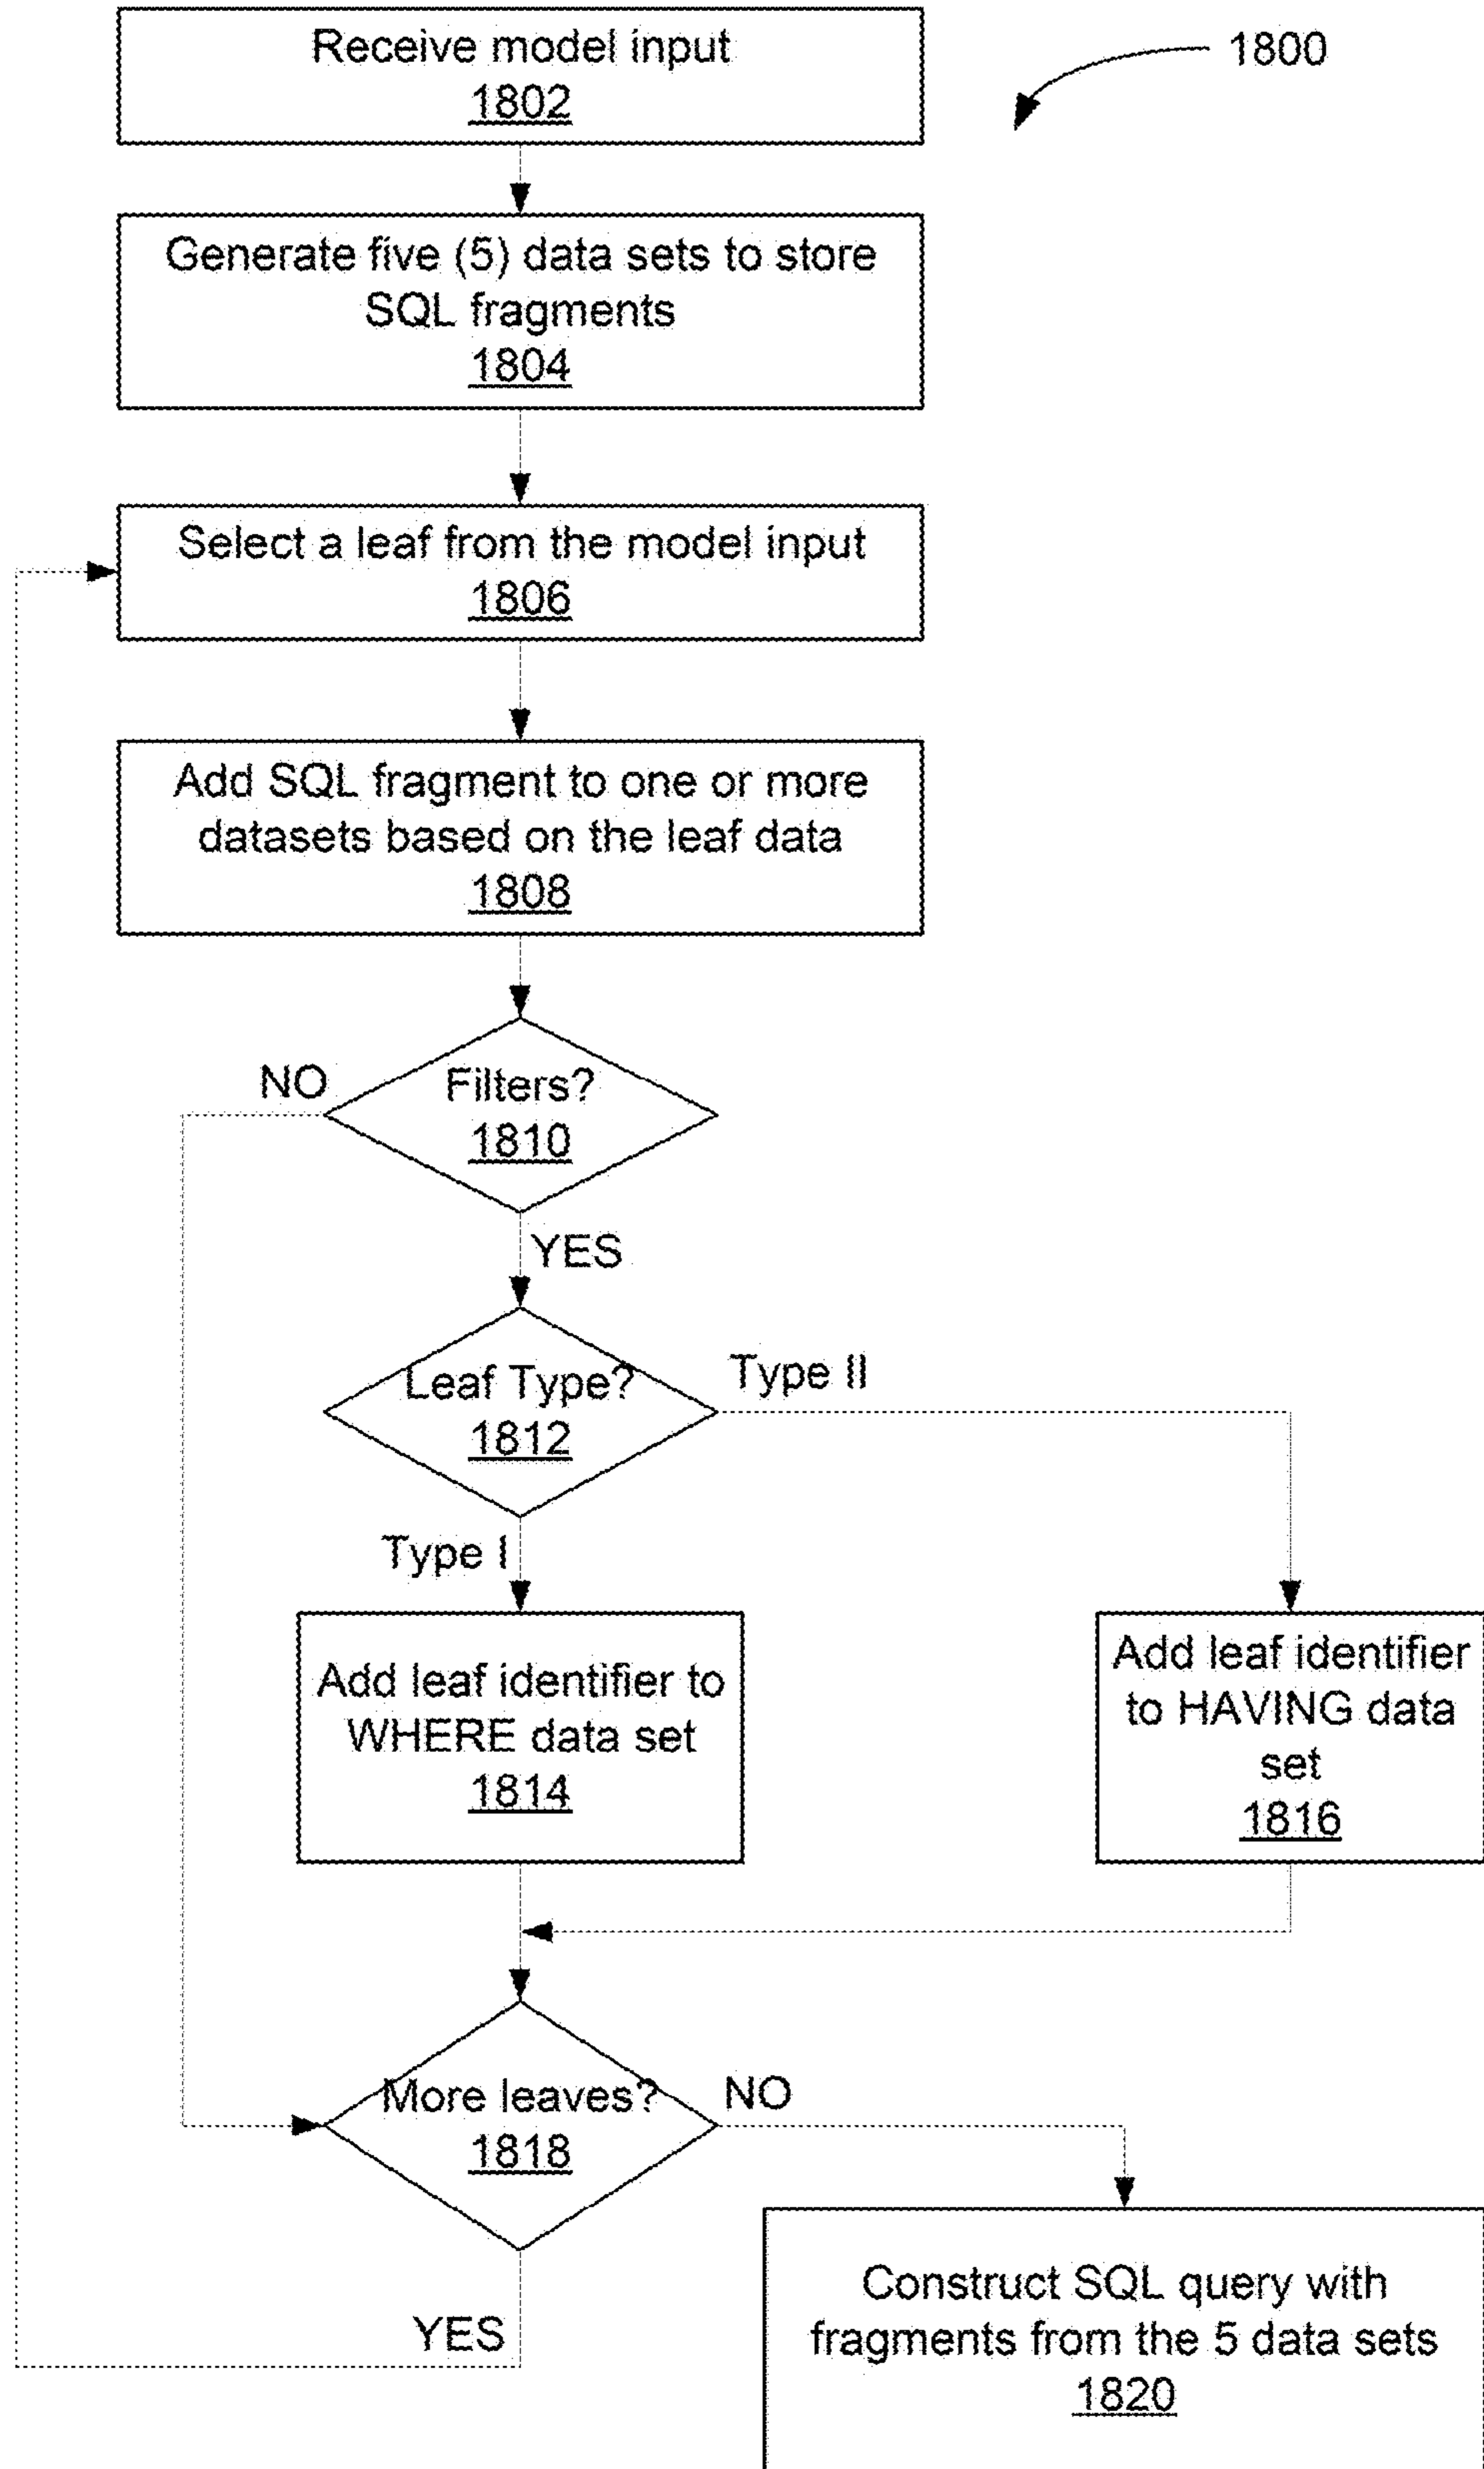 Receive model input
1802
1800
Generate five (5) data sets to store
SQL fragments
1804
Select a leaf from the model input
1806
Add SQL fragment to one or more
datasets based on the leaf data
1808
NO
Filters?
1810
YES
Leaf Type?
1812
Type II
Type I
Add leaf identifier to
WHERE data set
1814
Add leaf identifier
to HAVING data
set
1816
More leaves?
1818
NO
YES
Construct SQL query with
fragments from the 5 data sets
1820